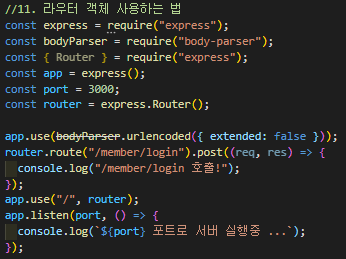 //11. 라우터 객체 사용하는 법
const express = require("express");
const bodyParser = require("body-parser");
const { Router } = require("express");
const app = express();
const port = 3000;
const router = express.Router();
app.use(bodyParser.urlencoded({ extended: false }));
router.route("/member/login").post((req, res) => {
console.log("/member/login 호출!");
});
app.use("/", router);
app.listen(port, () => {
console.log(`${port} 포트로 서버 실행중 ...`);
});